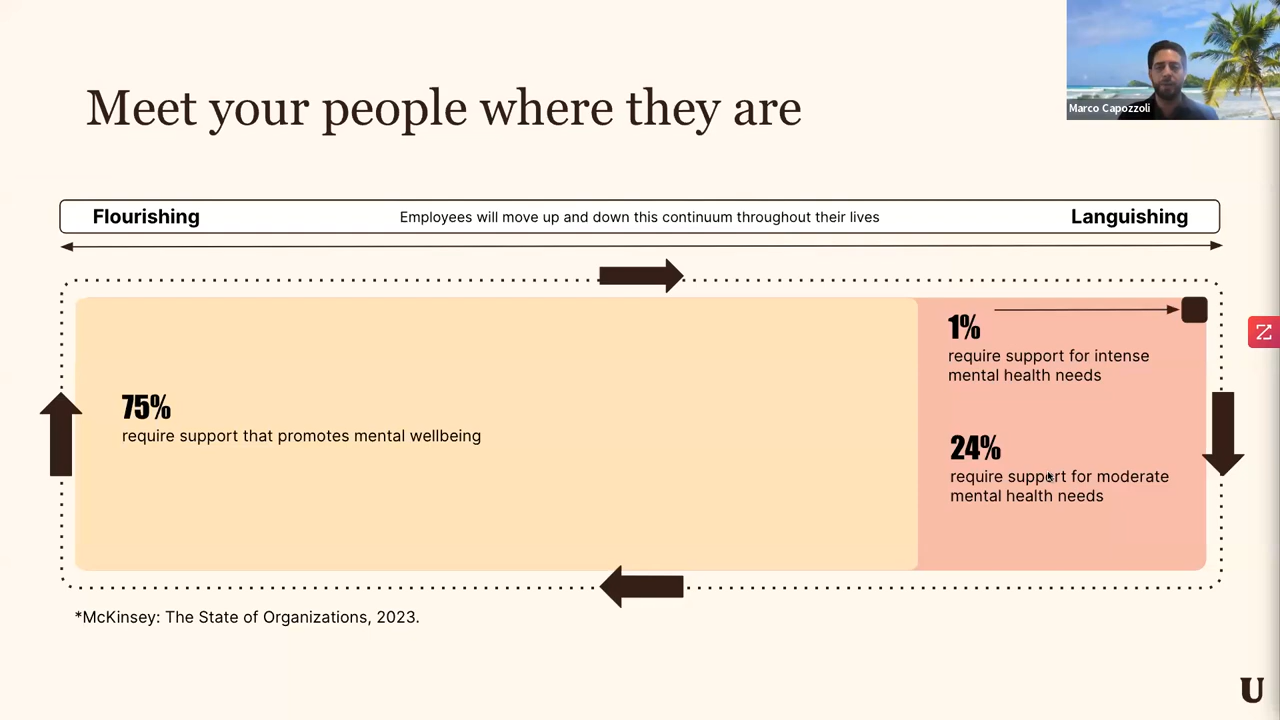 Meet your people where they are
Marco Capozzoli
Flourishing
Employees will move up and down this continuum throughout their lives
Languishing
1%
require support for intense
mental health needs
75%
require support that promotes mental wellbeing
24%
require support for moderate
mental health needs
*McKinsey: The State of Organizations, 2023.
U